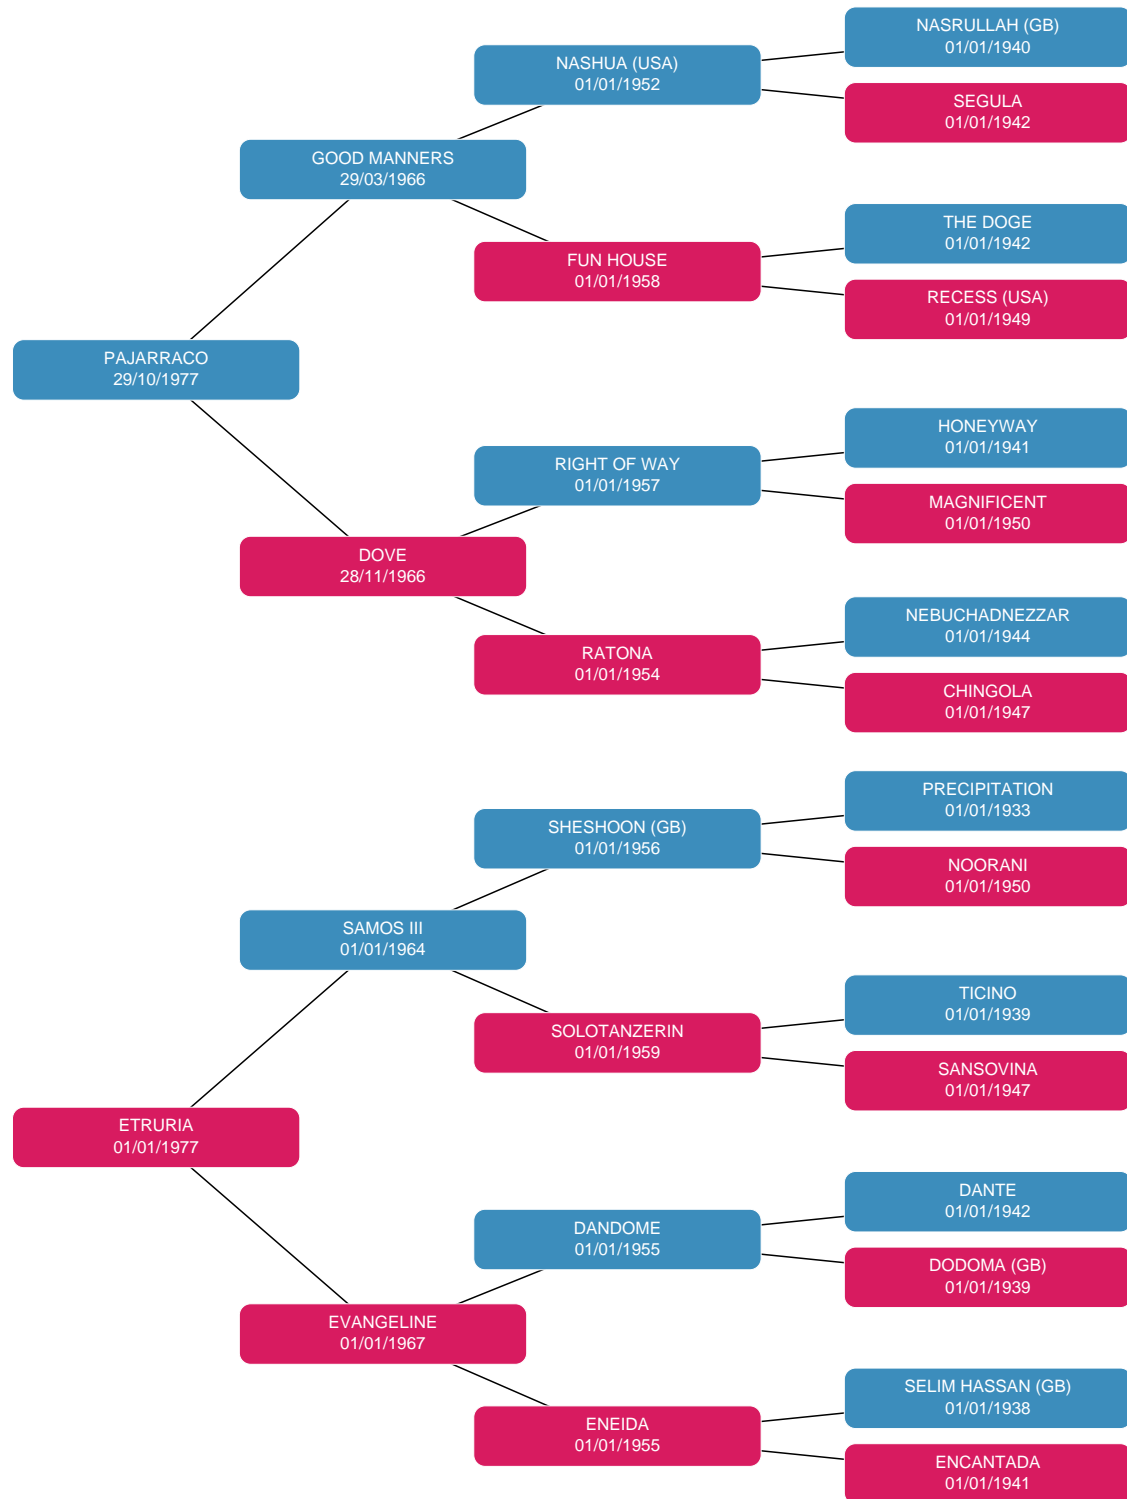 NASRULLAH (GB)
01/01/1940
NASHUA (USA)
01/01/1952
SEGULA
01/01/1942
GOOD MANNERS
29/03/1966
THE DOGE
01/01/1942
FUN HOUSE
01/01/1958
RECESS (USA)
01/01/1949
PAJARRACO
29/10/1977
HONEYWAY
01/01/1941
RIGHT OF WAY
01/01/1957
MAGNIFICENT
01/01/1950
DOVE
28/11/1966
NEBUCHADNEZZAR
01/01/1944
RATONA
01/01/1954
CHINGOLA
01/01/1947
PRECIPITATION
01/01/1933
SHESHOON (GB)
01/01/1956
NOORANI
01/01/1950
SAMOS III
01/01/1964
TICINO
01/01/1939
SOLOTANZERIN
01/01/1959
SANSOVINA
01/01/1947
ETRURIA
01/01/1977
DANTE
01/01/1942
DANDOME
01/01/1955
DODOMA (GB)
01/01/1939
EVANGELINE
01/01/1967
SELIM HASSAN (GB)
01/01/1938
ENEIDA
01/01/1955
ENCANTADA
01/01/1941